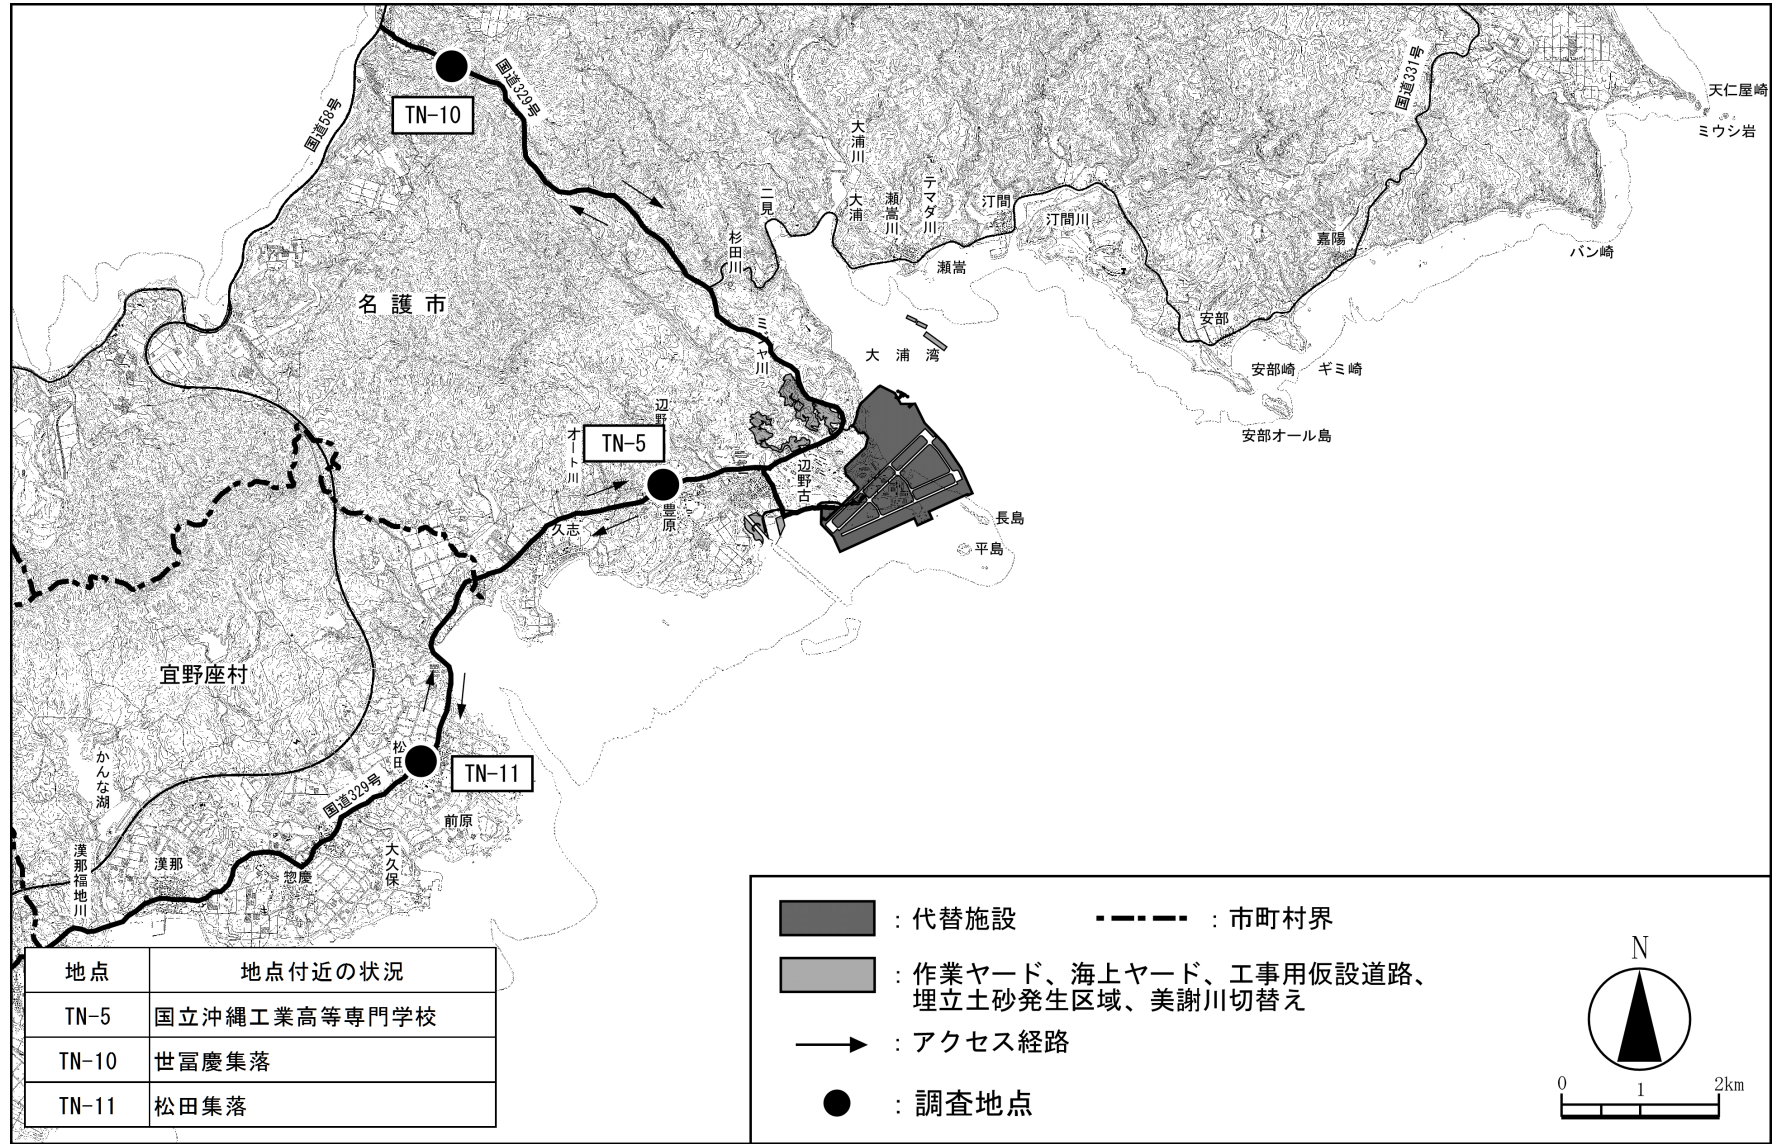 国道58号
TN-10
国道329号
国道331号
天仁屋崎
ミウシ岩
バン崎
大浦川
大浦
瀬嵩川
テマダ川
汀間
汀間川
嘉陽
二見
杉田川
瀬嵩
名護市
ミジャ川
大浦湾
安部
安部崎
ギミ崎
安部オール島
辺野
オート川
TN-5
辺野古
豊原
久志
長島
平島
宜野座村
かんな湖
松田
TN-11
国道329号
前原
大久保
惣慶
漢那
漢那福地川
地点 地点付近の状況
TN-5 国立沖縄工業高等専門学校
TN-10 世冨慶集落
TN-11 松田集落
：代替施設
：市町村界
：作業ヤード、海上ヤード、工事用仮設道路、
埋立土砂発生区域、美謝川切替え
：アクセス経路
：調査地点
N
0 1 2km